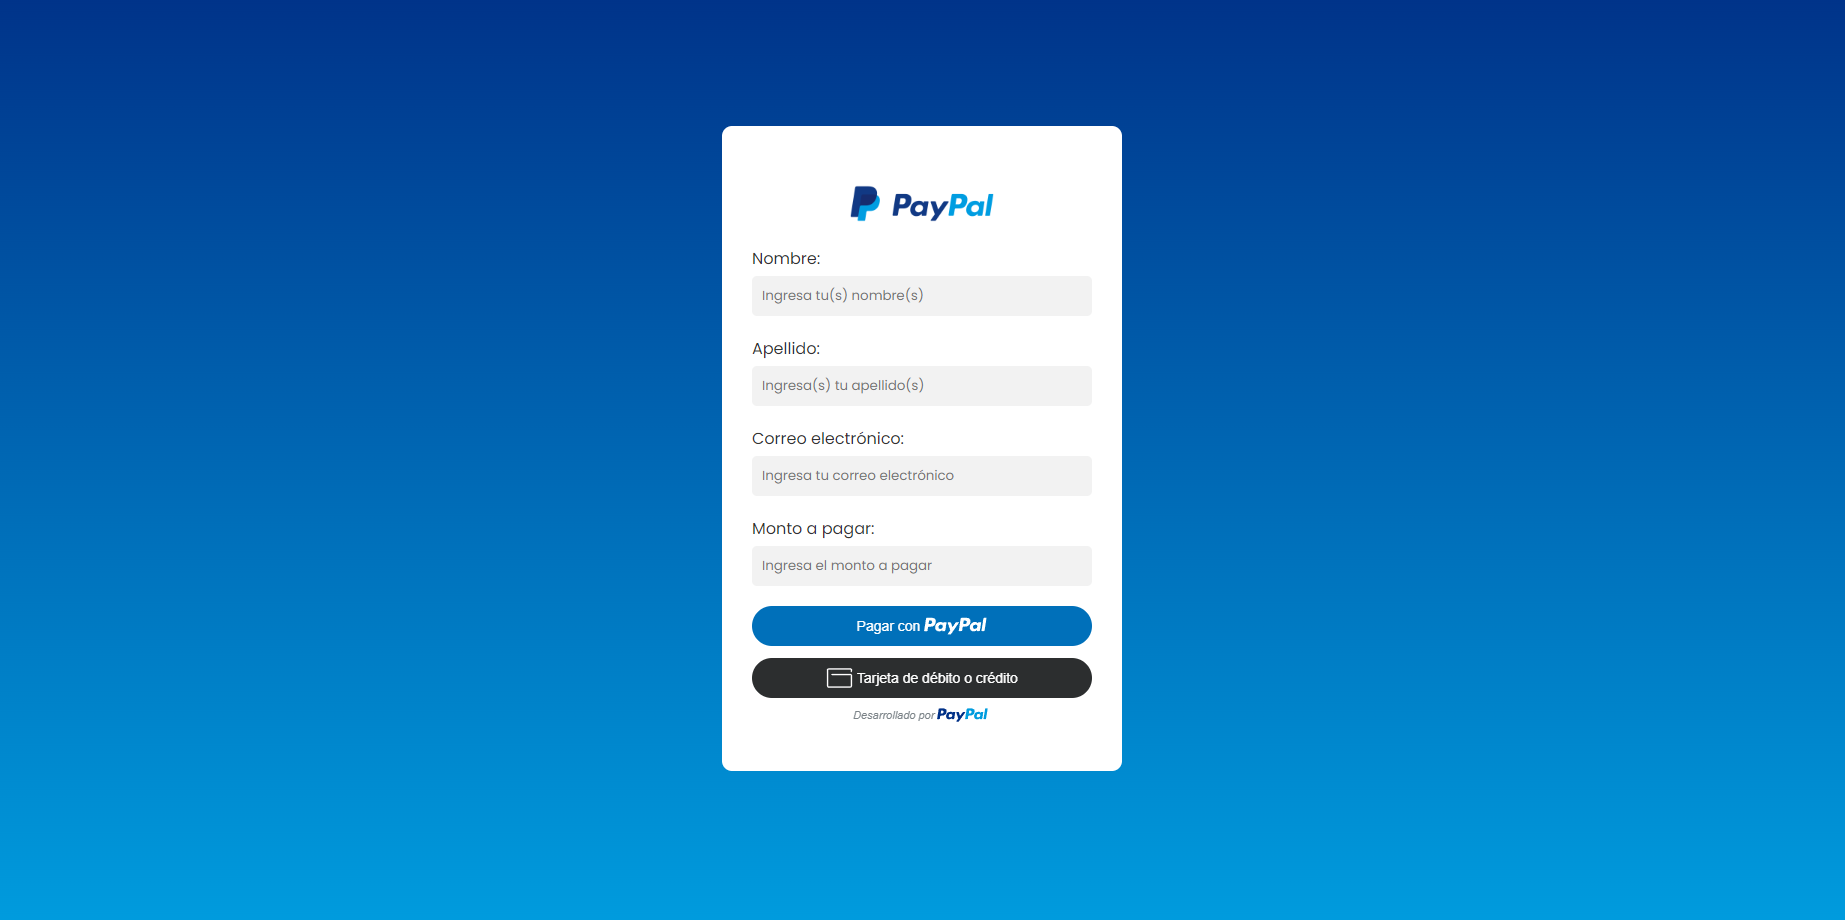 PayPal
Nombre:
Ingresa tu(s) nombre(s)
Apellido:
Ingresa(s) tu apellido(s)
Correo electrónico:
Ingresa tu correo electrónico
Monto a pagar:
Ingresa el monto a pagar
Pagar con PayPal
Tarjeta de débito o crédito
Desarrollado por PayPal